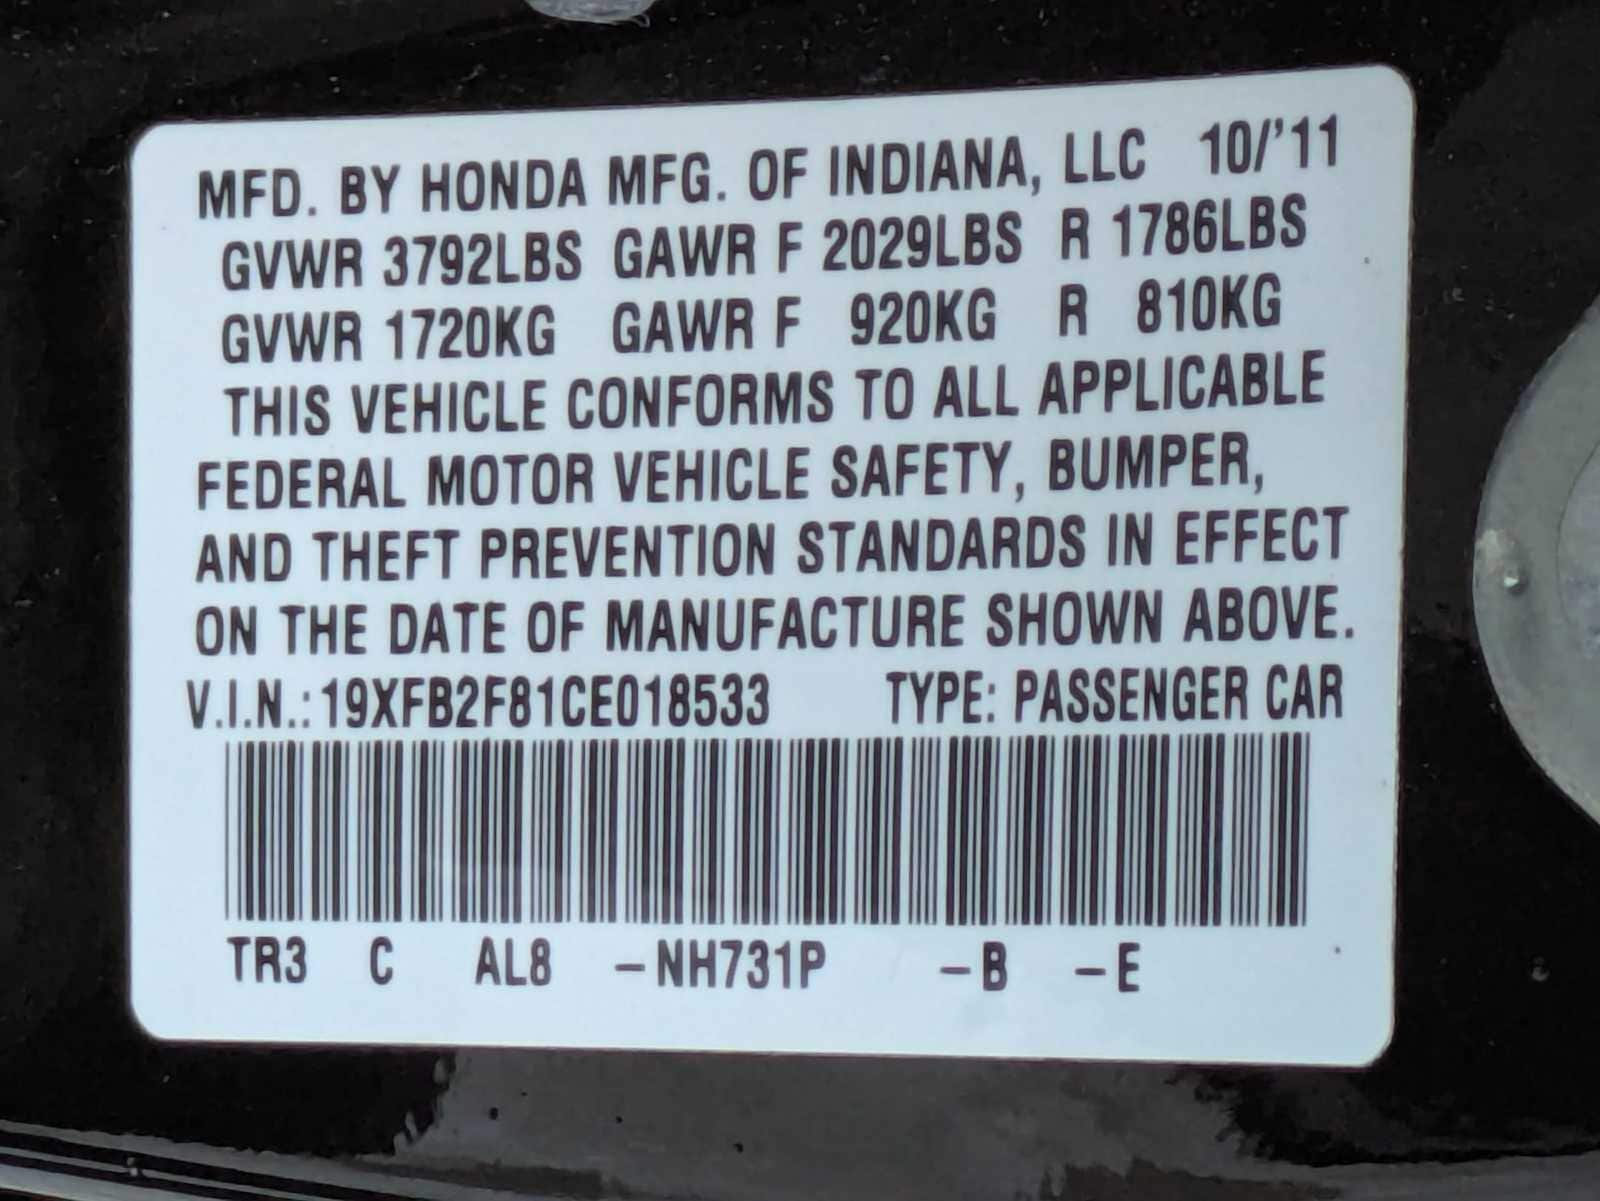 MFD. BY HONDA MFG. OF INDIANA, LLC 10/'11
GVWR 3792LBS GAWR F 2029LBS R 1786LBS
GVWR 1720KG GAWR F 920KG R 810KG
THIS VEHICLE CONFORMS TO ALL APPLICABLE
FEDERAL MOTOR VEHICLE SAFETY, BUMPER,
AND THEFT PREVENTION STANDARDS IN EFFECT
ON THE DATE OF MANUFACTURE SHOWN ABOVE.
V.I.N.: 19XFB2F81CE018533 TYPE: PASSENGER CAR
TR3 C AL8 -NH731P -B -E